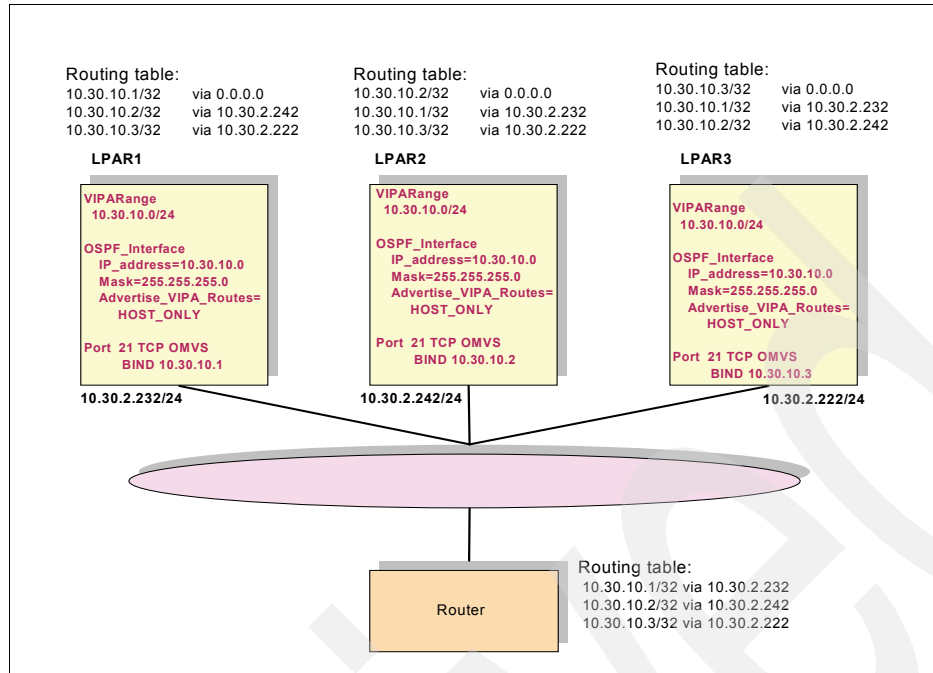 Routing table:
10.30.10.1/32 via 0.0.0.0
10.30.10.2/32 via 10.30.2.242
10.30.10.3/32 via 10.30.2.222
LPAR1
VIPARange
10.30.10.0/24
OSPF_Interface
IP_address=10.30.10.0
Mask=255.255.255.0
Advertise_VIPA_Routes=
HOST_ONLY
Port 21 TCP OMVS
BIND 10.30.10.1
10.30.2.232/24
Routing table:
10.30.10.2/32 via 0.0.0.0
10.30.10.1/32 via 10.30.2.232
10.30.10.3/32 via 10.30.2.222
LPAR2
VIPARange
10.30.10.0/24
OSPF_Interface
IP_address=10.30.10.0
Mask=255.255.255.0
Advertise_VIPA_Routes=
HOST_ONLY
Port 21 TCP OMVS
BIND 10.30.10.2
10.30.2.242/24
Routing table:
10.30.10.3/32 via 0.0.0.0
10.30.10.1/32 via 10.30.2.232
10.30.10.2/32 via 10.30.2.242
LPAR3
VIPARange
10.30.10.0/24
OSPF_Interface
IP_address=10.30.10.0
Mask=255.255.255.0
Advertise_VIPA_Routes=
HOST_ONLY
Port 21 TCP OMVS
BIND 10.30.10.3
10.30.2.222/24
Router
Routing table:
10.30.10.1/32 via 10.30.2.232
10.30.10.2/32 via 10.30.2.242
10.30.10.3/32 via 10.30.2.222